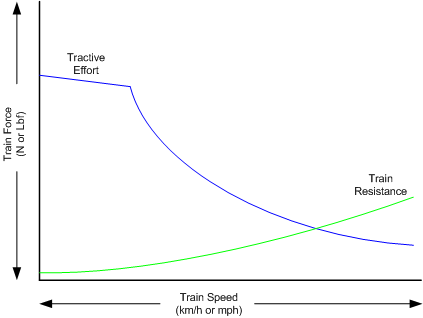 Tractive
Effort
Train Force
(N or Lbf)
Train
Resistance
Train Speed
(km/h or mph)